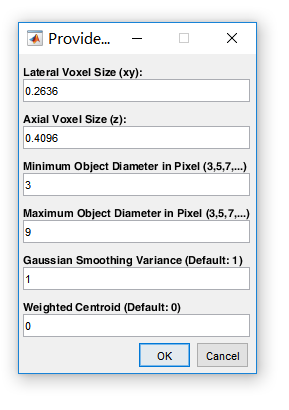 Provide...
Lateral Voxel Size (xy):
0.2636
Axial Voxel Size (z):
0.4096
Minimum Object Diameter in Pixel (3,5,7,...)
3
Maximum Object Diameter in Pixel (3,5,7,...)
9
Gaussian Smoothing Variance (Default: 1)
1
Weighted Centroid (Default: 0)
0
OK Cancel